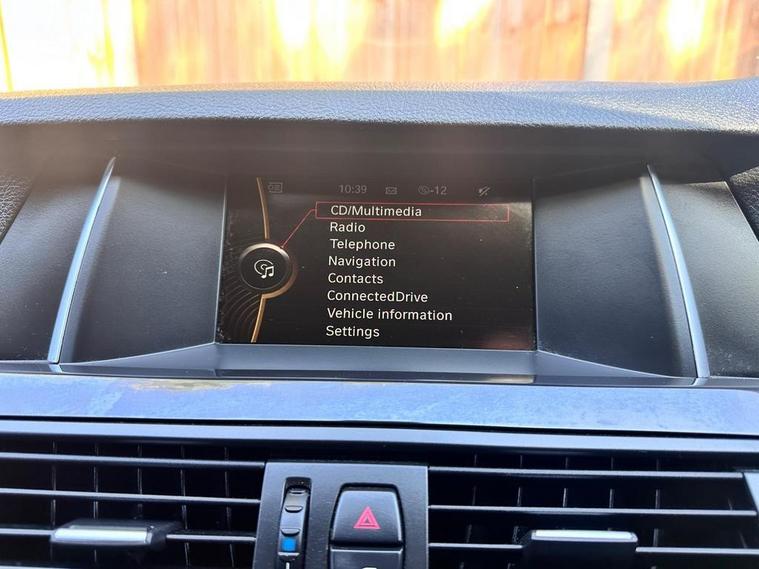 10:39 -12
CD/Multimedia
Radio
Telephone
Navigation
Contacts
ConnectedDrive
Vehicle information
Settings